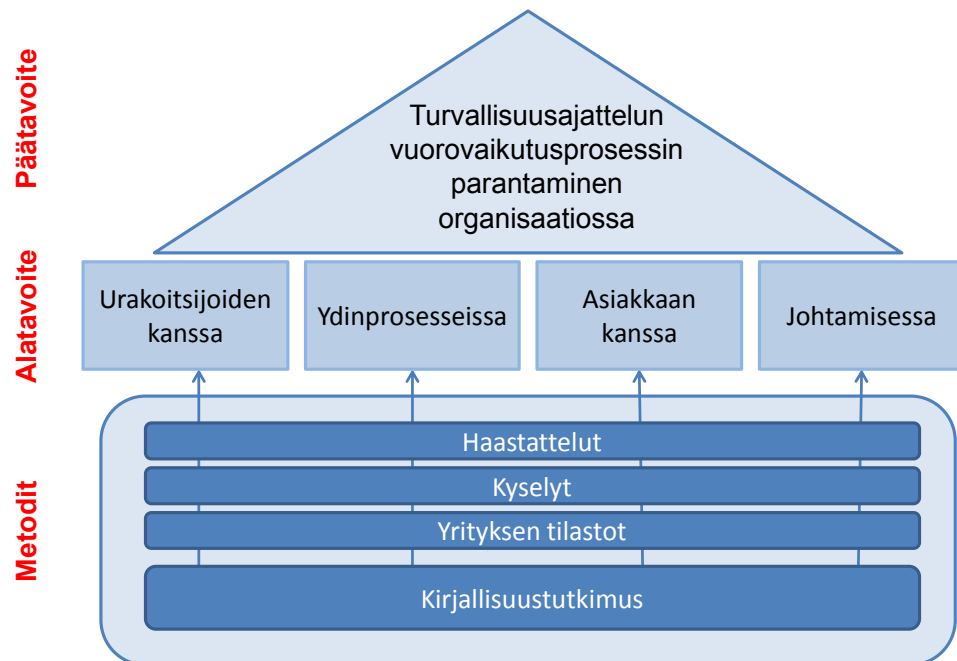 Päätavoite
Turvallisuusajattelun
vuorovaikutusprosessin
parantaminen
organisaatiossa
Alatavoite
Urakoitsijoiden
kanssa
Ydinprosesseissa
Asiakkaan
kanssa
Johtamisessa
Metodit
Haastattelut
Kyselyt
Yrityksen tilastot
Kirjallisuustutkimus